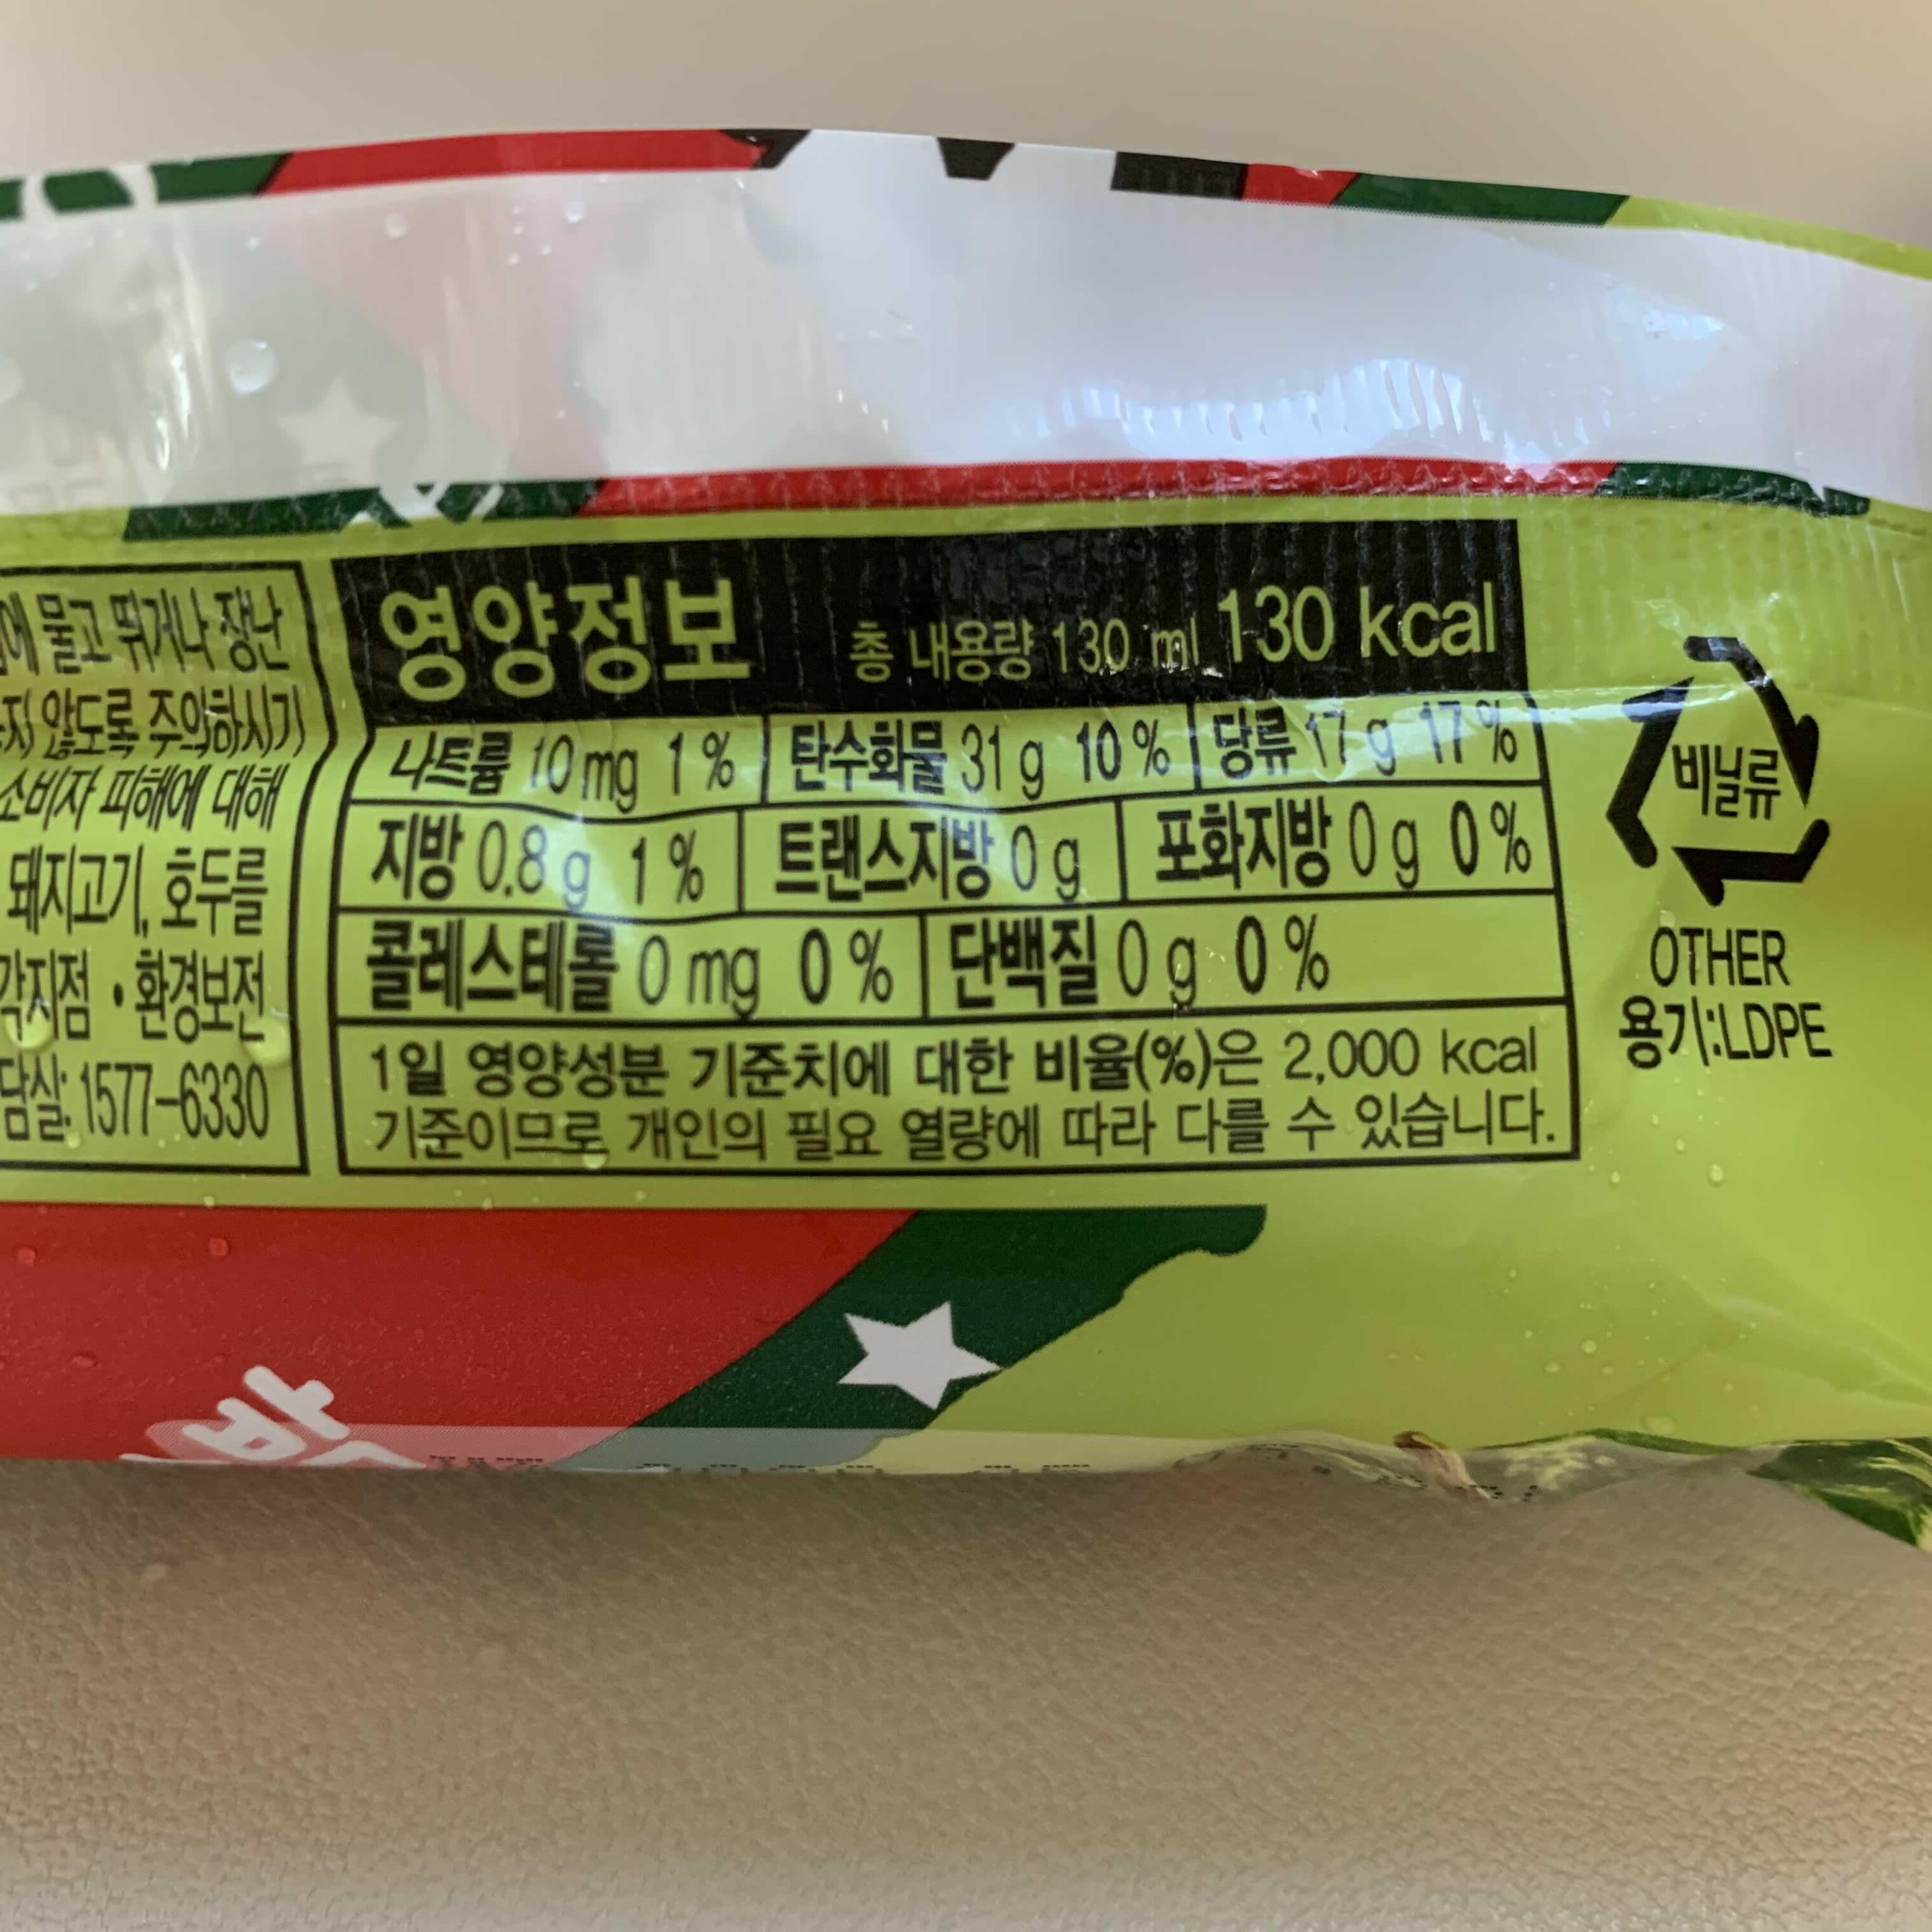 물고 뛰거나 장난
않도록 주의하시기
소비자 피해에 대해
돼지고기, 호두를
각지점 • 환경보전
담실: 1577-6330
영양정보 총 내용량 130 ml 130 kcal
나트륨 10 mg 1 % 탄수화물 31 g 10 % 당류 17 g 17 %
지방 0.8 g 1 % 트랜스지방 0 g 포화지방 0 g 0 %
콜레스테롤 0 mg 0 % 단백질 0 g 0 %
1일 영양성분 기준치에 대한 비율(%)은 2,000 kcal
기준이므로 개인의 필요 열량에 따라 다를 수 있습니다.
비닐류
OTHER
용기:LDPE